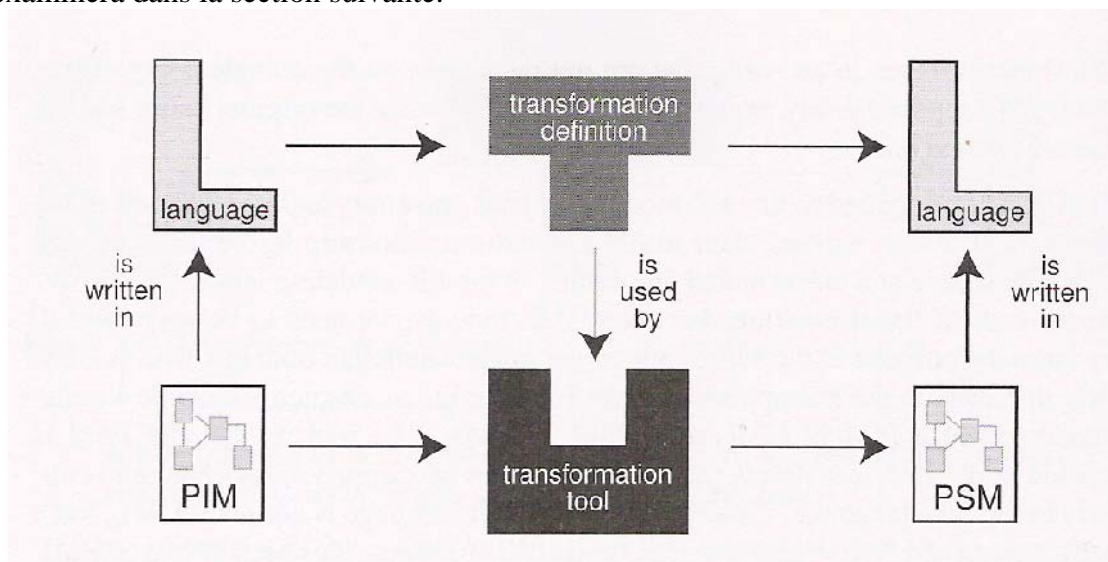 examinera dans la section suivante.
transformation
definition
language
language
is
written
in
is
used
by
is
written
in
PIM
transformation
tool
PSM